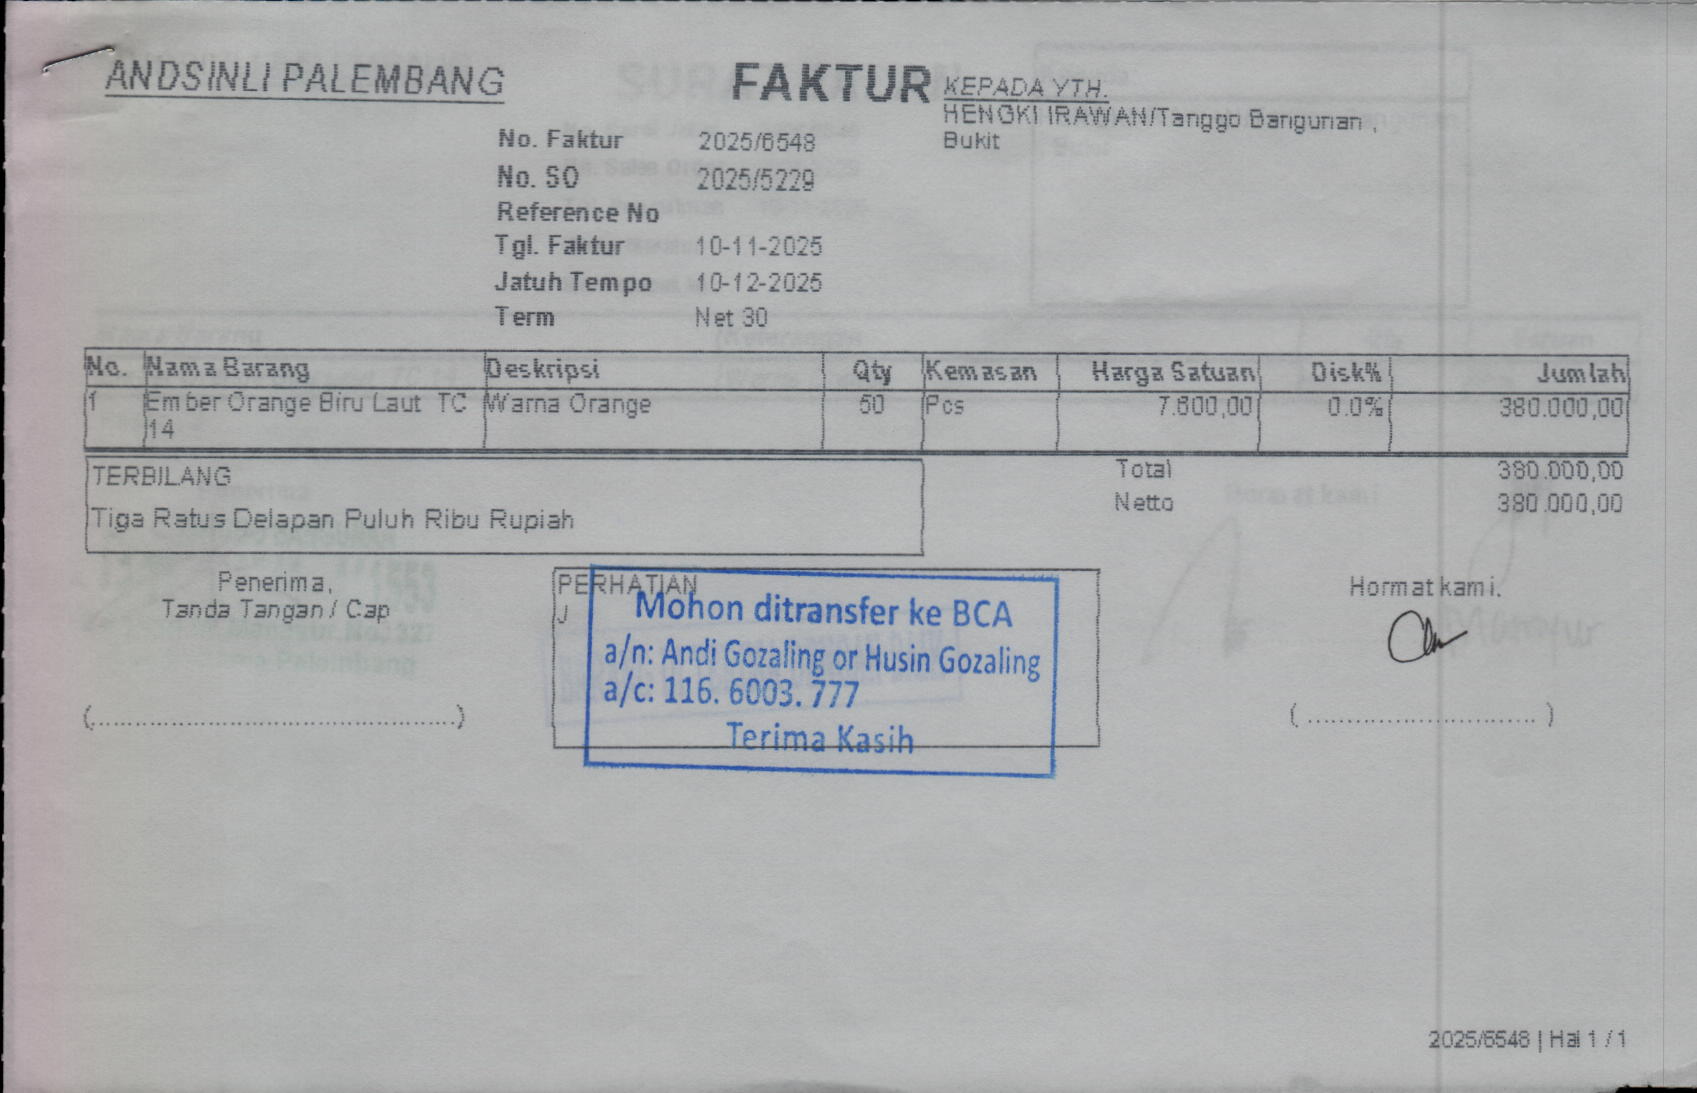 ANDSINLI PALEMBANG
FAKTUR
KEPADA YTH.
HENGKI IRAWAN/Tanggo Bangunan ,
Bukit
No. Faktur 2025/6548
No. SO 2025/5229
Reference No
Tgl. Faktur 10-11-2025
Jatuh Tempo 10-12-2025
Term Net 30
No. Nama Barang Deskripsi Qty Kemasan Harga Satuan Disk% Jumlah
1 Ember Orange Biru Laut TC Warna Orange 50 Pcs 7.600,00 0.0% 380.000,00
14
TERBILANG
Tiga Ratus Delapan Puluh Ribu Rupiah
Total 380.000,00
Netto 380.000,00
Penerima,
Tanda Tangan / Cap
PERHATIAN
J
Mohon ditransfer ke BCA
a/n: Andi Gozaling or Husin Gozaling
a/c: 116. 6003. 777
Terima Kasih
Hormat kami.
(..............................................)
( ............................. )
2025/6548 | Hal 1 / 1